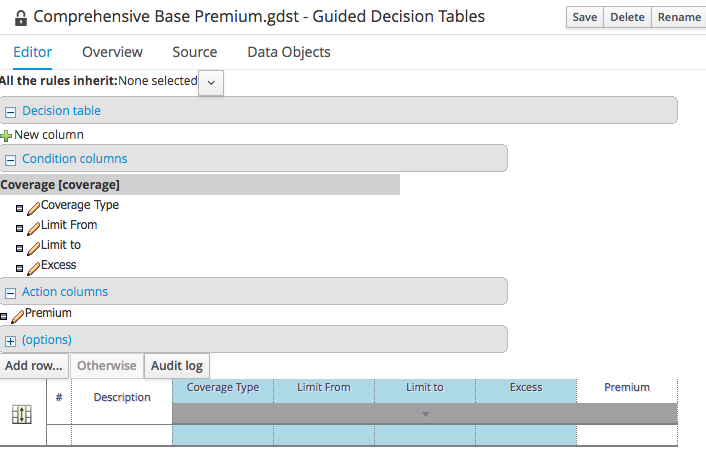 Comprehensive Base Premium.gdst - Guided Decision Tables Save Delete Rename
Editor Overview Source Data Objects
All the rules inherit:None selected
Decision table
New column
Condition columns
Coverage [coverage]
Coverage Type
Limit From
Limit to
Excess
Action columns
Premium
(options)
Add row... Otherwise Audit log
# Description Coverage Type Limit From Limit to Excess Premium